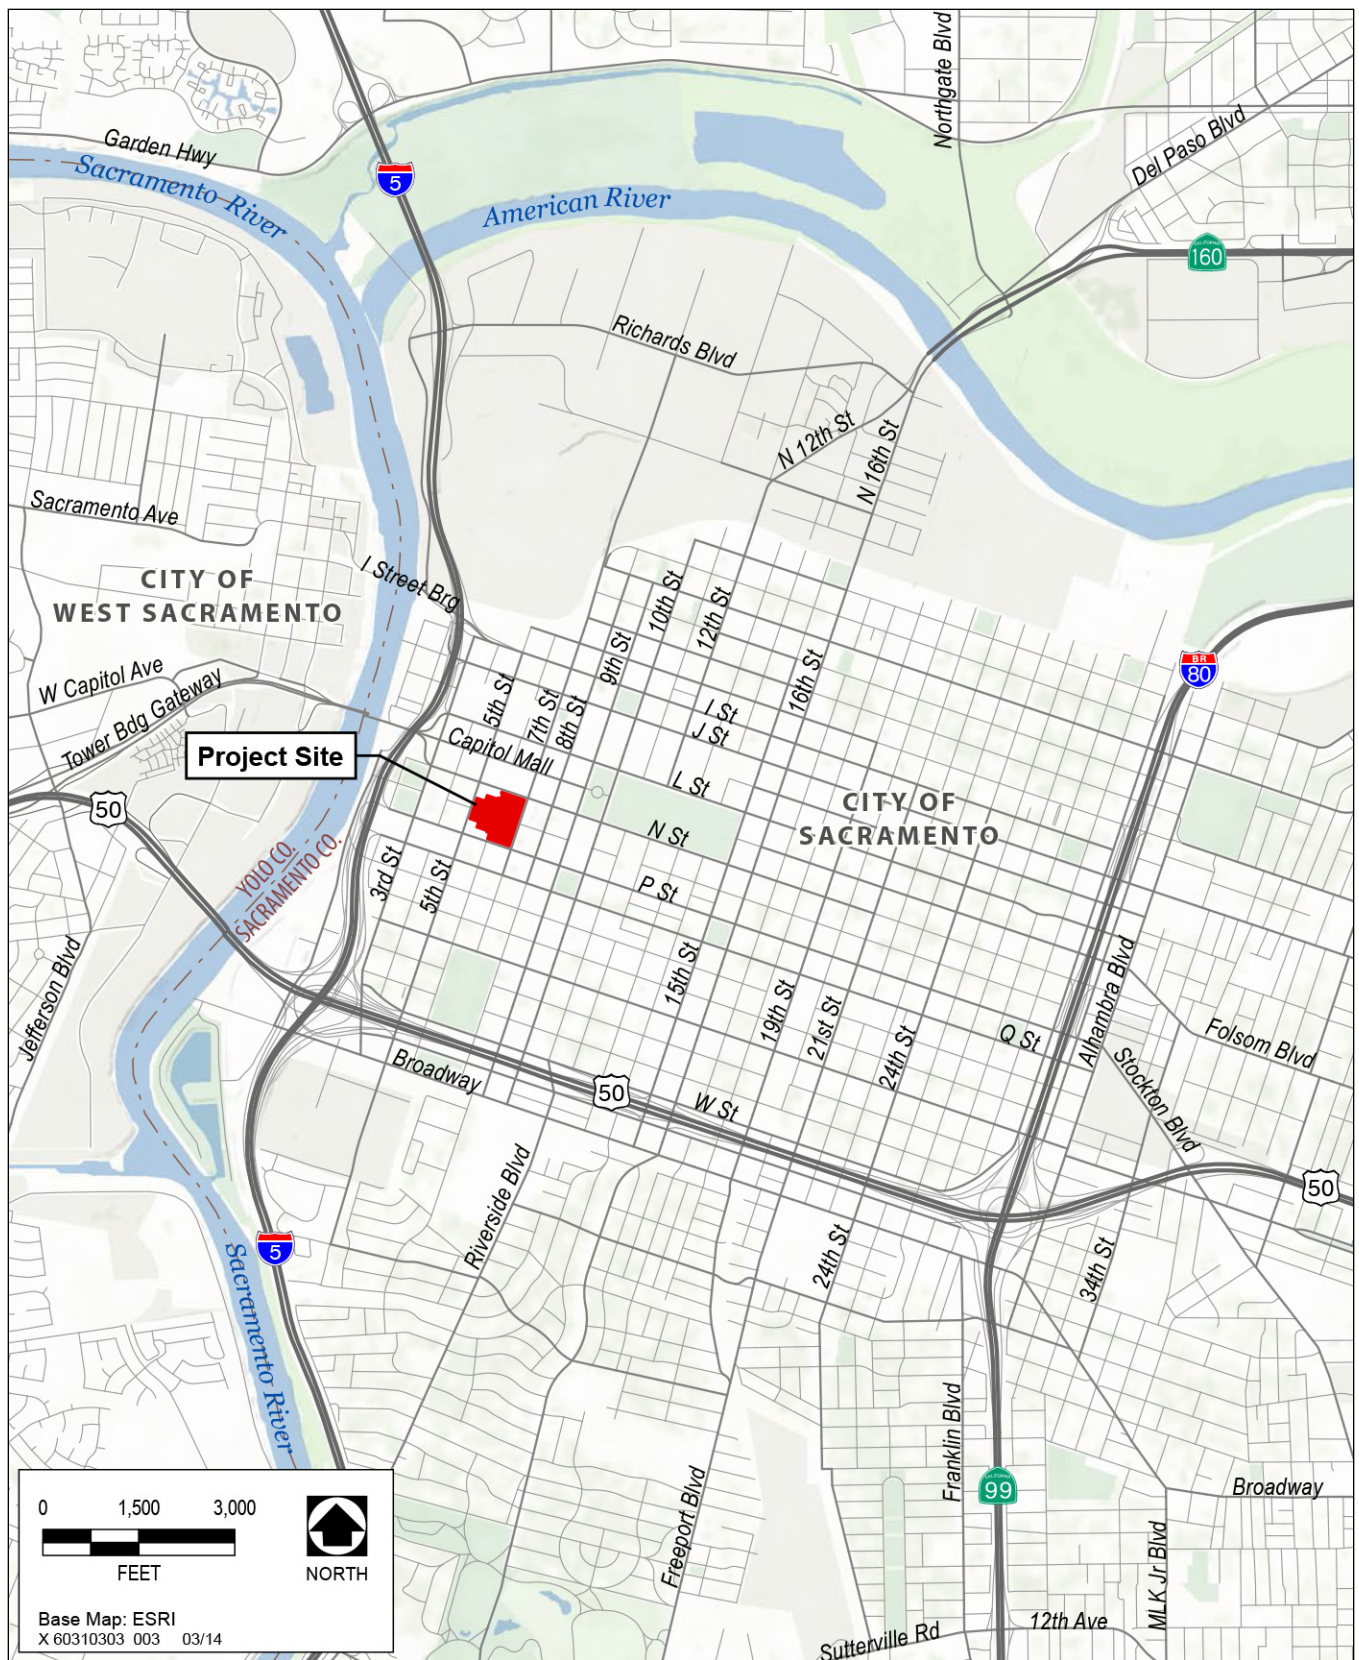 Northgate Blvd
Garden Hwy
Sacramento River
5
American River
Del Paso Blvd
CALIFORNIA
160
Richards Blvd
N 12th St
N 16th St
Sacramento Ave
I Street Brg
CITY OF
WEST SACRAMENTO
10th St
12th St
9th St
16th St
BR
80
W Capitol Ave
Tower Bdg Gateway
5th St
7th St
8th St
I St
J St
Capitol Mall
Project Site
L St
CITY OF
SACRAMENTO
50
N St
YOLO CO.
SACRAMENTO CO.
3rd St
5th St
P St
Jefferson Blvd
15th St
19th St
21st St
24th St
Q St
Alhambra Blvd
Folsom Blvd
Stockton Blvd
Broadway
50
W St
Riverside Blvd
50
5
24th St
34th St
Sacramento River
Franklin Blvd
CALIFORNIA
99
Broadway
Freeport Blvd
MLK Jr Blvd
12th Ave
Sutterville Rd
0 1,500 3,000
FEET
NORTH
Base Map: ESRI
X 60310303 003 03/14